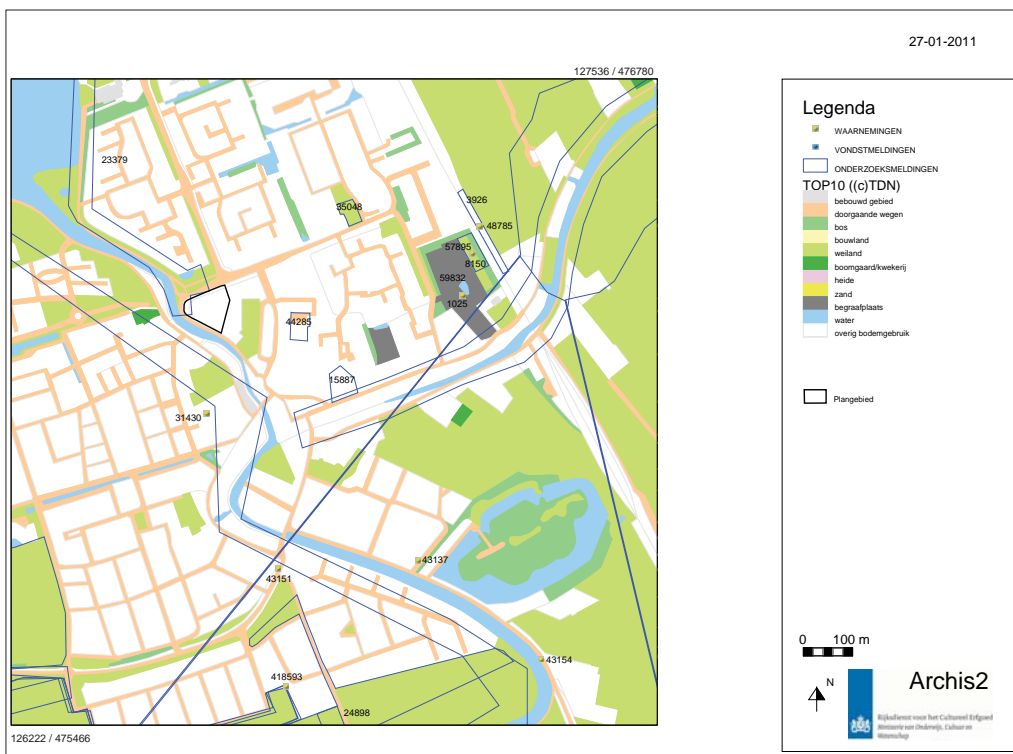 27-01-2011
127536 / 476780
23379
3926
35048
48785
57895
8150
59832
1025
44285
15887
31430
43137
43151
43154
418593
24898
126222 / 475466
Legenda
WAARNEMINGEN
VONDSTMELDINGEN
ONDERZOEKSMELDINGEN
TOP10 ((c)TDN)
bebouwd gebied
doorgaande wegen
bos
bouwland
weiland
boomgaard/kwekerij
heide
zand
begraafplaats
water
overig bodemgebruik
Plangebied
0 100 m
N
Archis2
Rijksdienst voor het Cultureel Erfgoed
Ministerie van Onderwijs, Cultuur en
Wetenschap